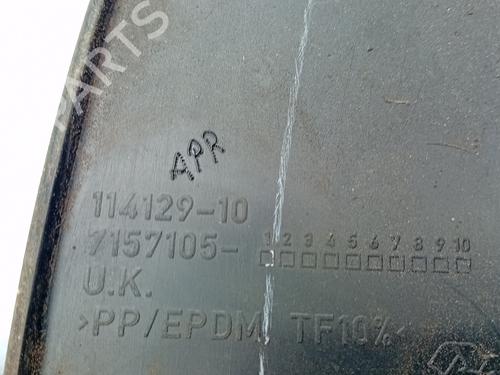 B-PARTS
APR
114129-10
7157105- 1 2 3 4 5 6 7 8 9 10
U.K.
>PP/EPDM TF10%<